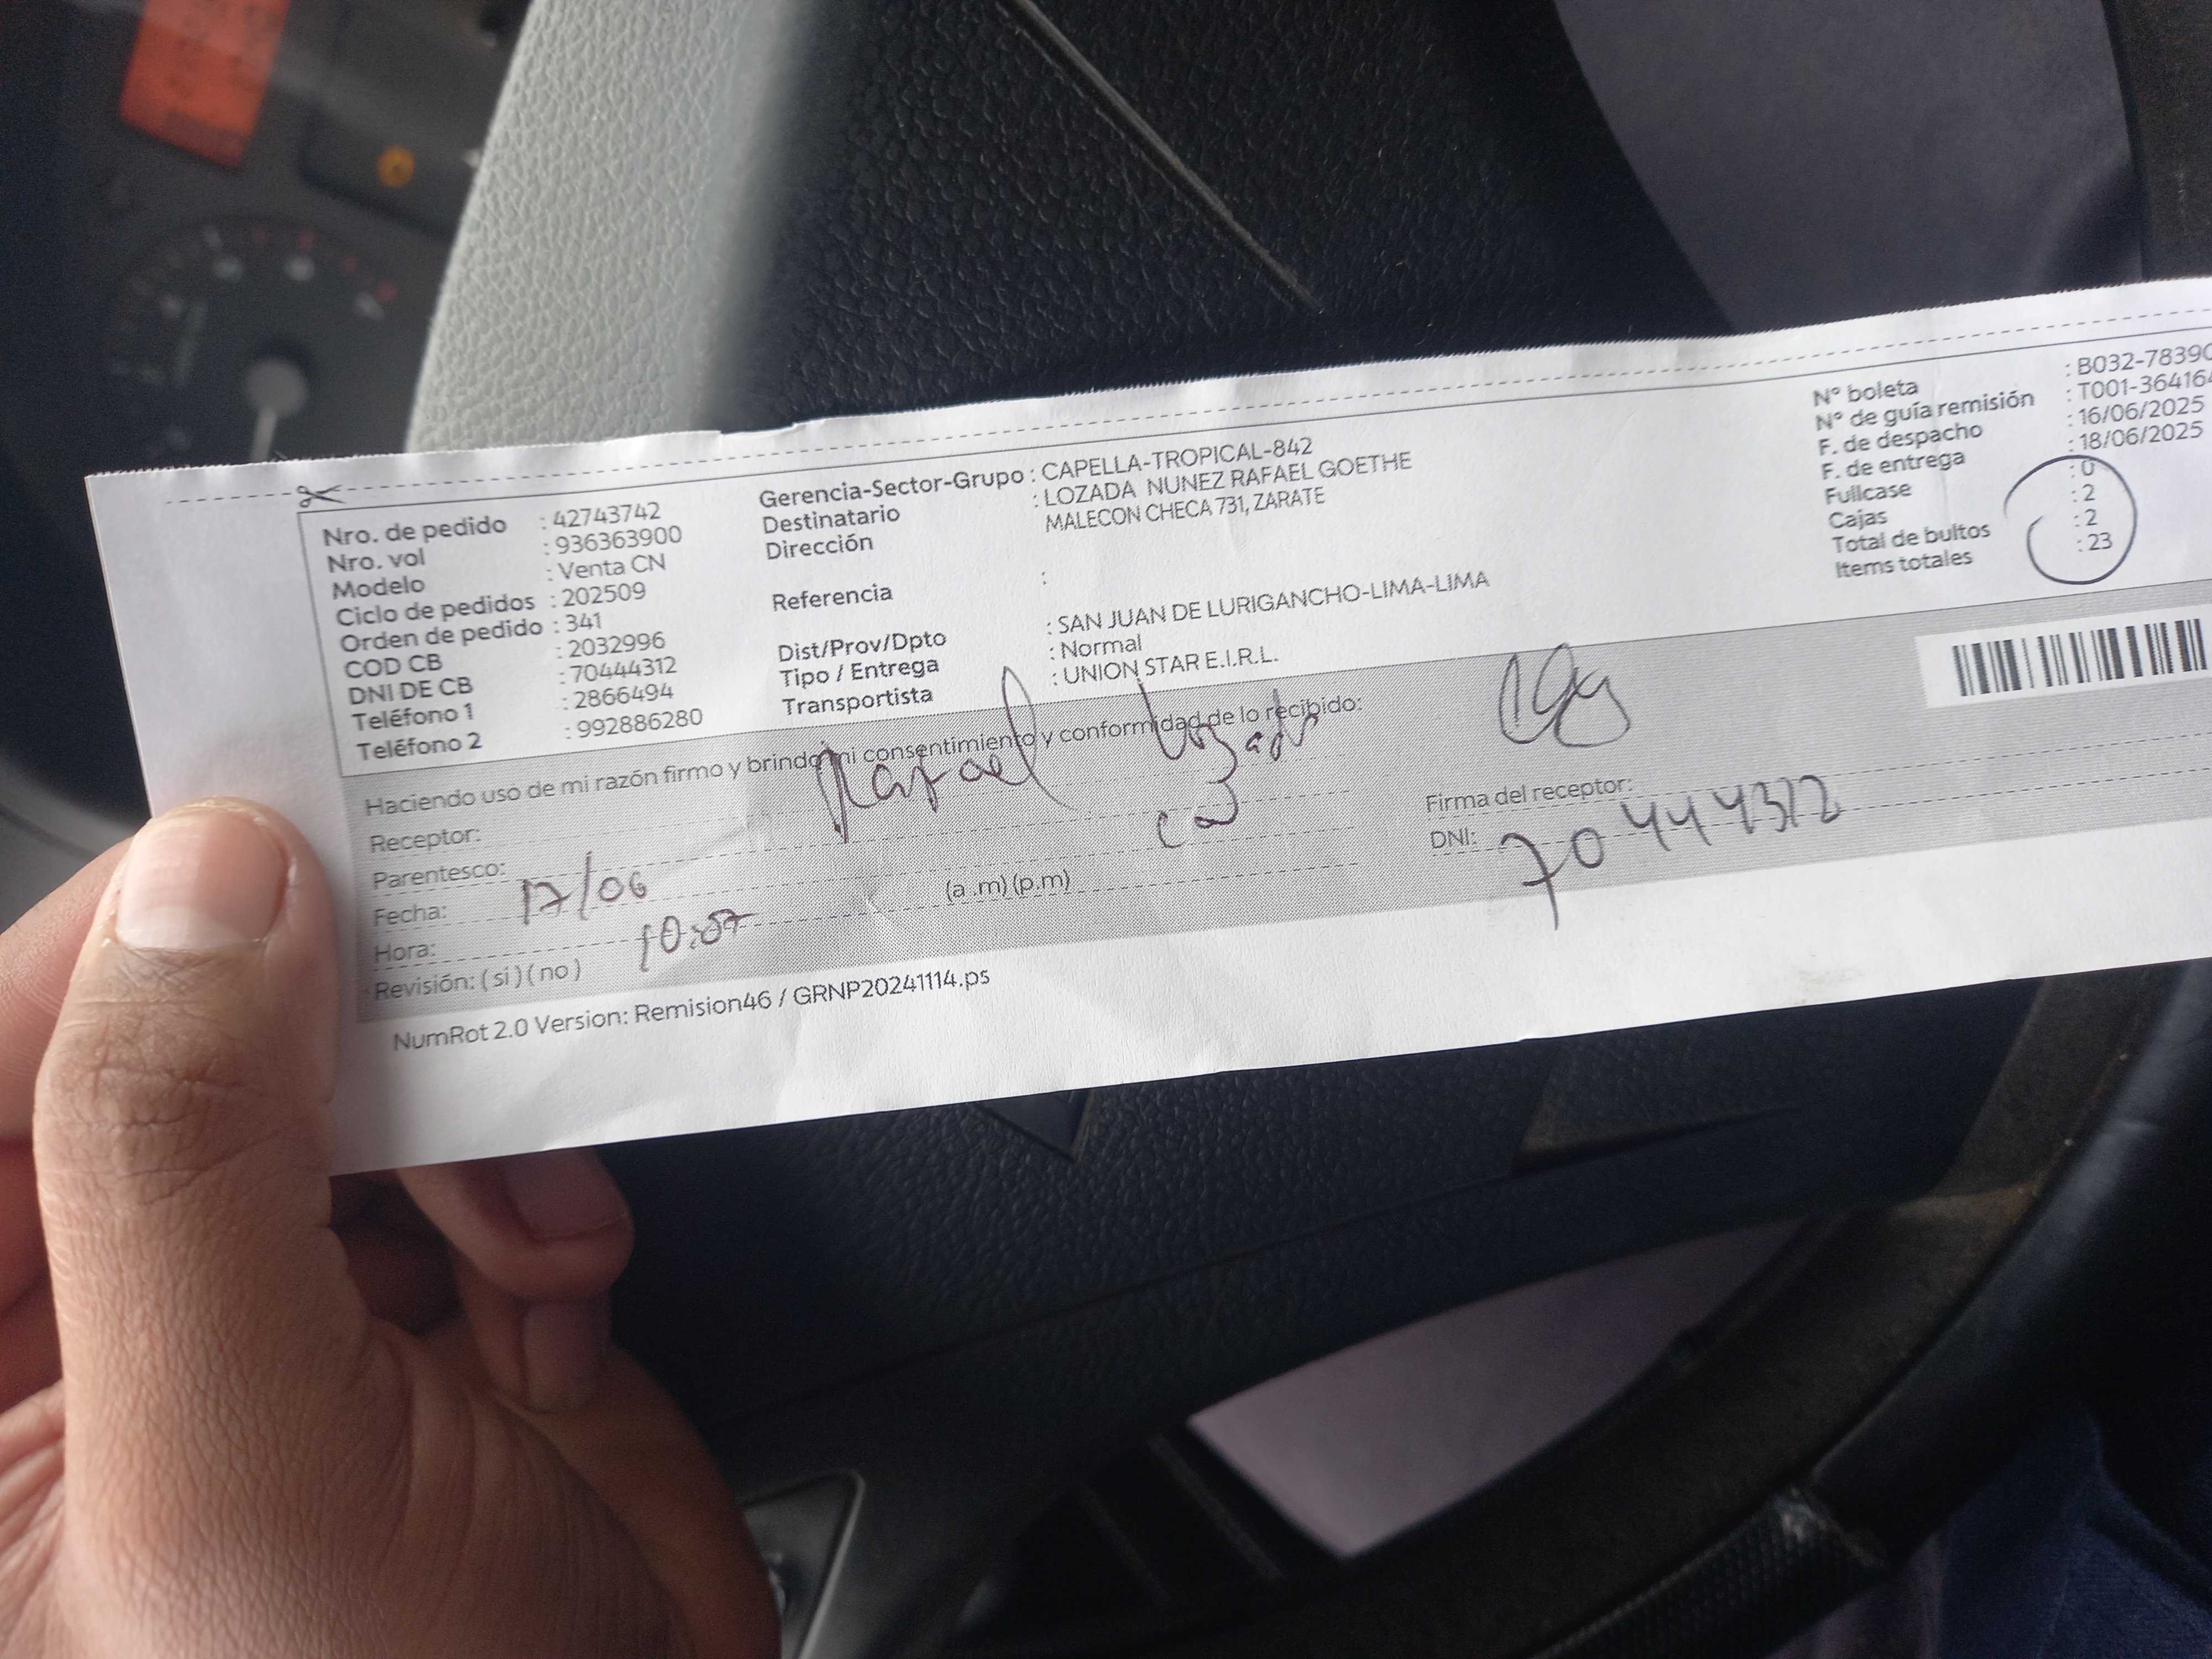 Nro. de pedido : 42743742
Nro. vol : 936363900
Modelo : Venta CN
Ciclo de pedidos : 202509
Orden de pedido : 341
COD CB : 2032996
DNI DE CB : 70444312
Teléfono 1 : 2866494
Teléfono 2 : 992886280
Gerencia-Sector-Grupo : CAPELLA-TROPICAL-842
Destinatario : LOZADA NUNEZ RAFAEL GOETHE
Dirección MALECON CHECA 731, ZARATE
Referencia :
Dist/Prov/Dpto : SAN JUAN DE LURIGANCHO-LIMA-LIMA
Tipo / Entrega : Normal
Transportista : UNION STAR E.I.R.L.
N° boleta : B032-7839
N° de guía remisión : T001-36416
F. de despacho : 16/06/2025
F. de entrega : 18/06/2025
Fullcase : 0
Cajas : 2
Total de bultos : 2
Items totales : 23
Haciendo uso de mi razón firmo y brindo mi consentimiento y conformidad de lo recibido:
Receptor: Rafael Lozada
Parentesco:
Fecha: 17/06
Hora: 10:07 (a .m) (p.m)
Revisión: ( si ) ( no )
Firma del receptor:
DNI: 70444312
NumRot 2.0 Version: Remision46 / GRNP20241114.ps